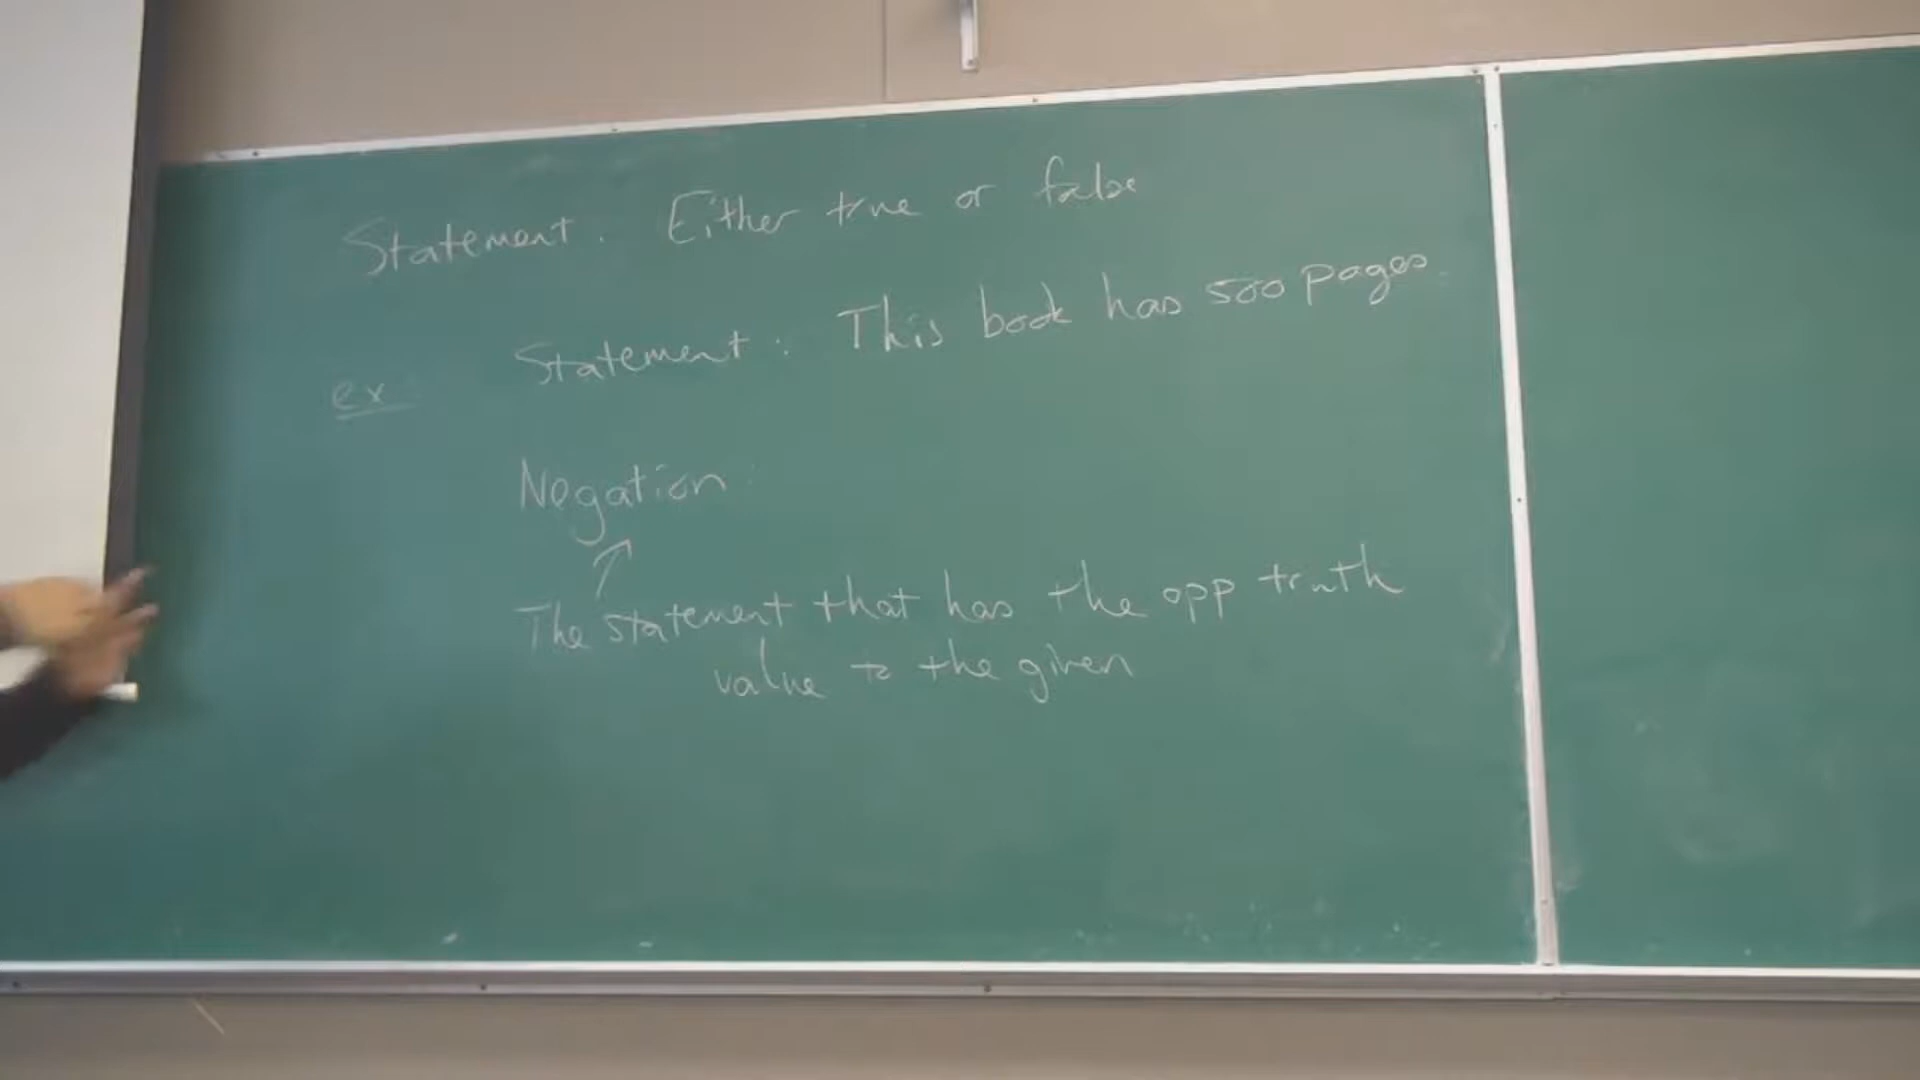 Statement. Either true or false
ex Statement: This book has 500 pages.
Negation:
The statement that has the opp truth
value to the given